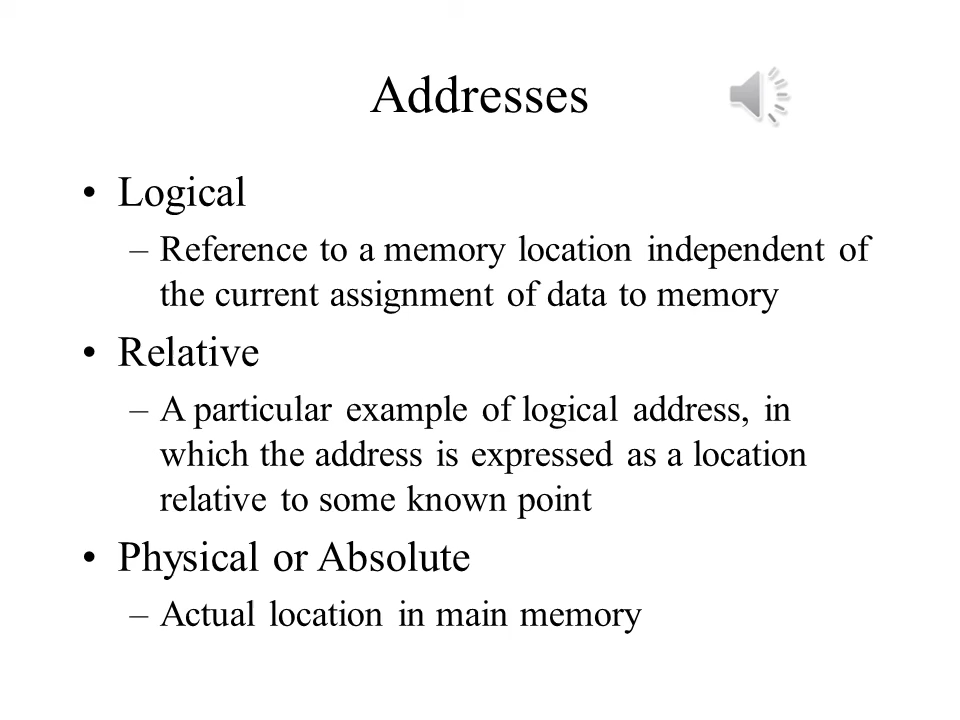 Addresses
• Logical
– Reference to a memory location independent of
the current assignment of data to memory
• Relative
– A particular example of logical address, in
which the address is expressed as a location
relative to some known point
• Physical or Absolute
– Actual location in main memory